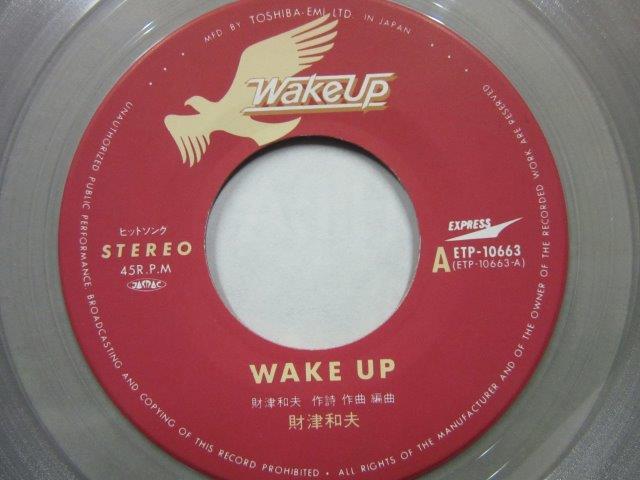 MFD BY TOSHIBA-EMI LTD. IN JAPAN
WakeUp
ヒットソング
STEREO
45R.P.M
JASRAC
EXPRESS
A ETP-10663
(ETP-10663-A)
WAKE UP
財津和夫 作詩 作曲 編曲
財津和夫
UNAUTHORIZED PUBLIC PERFORMANCE, BROADCASTING AND COPYING OF THIS RECORD PROHIBITED • ALL RIGHTS OF THE MANUFACTURER AND OF THE OWNER OF THE RECORDED WORK ARE RESERVED